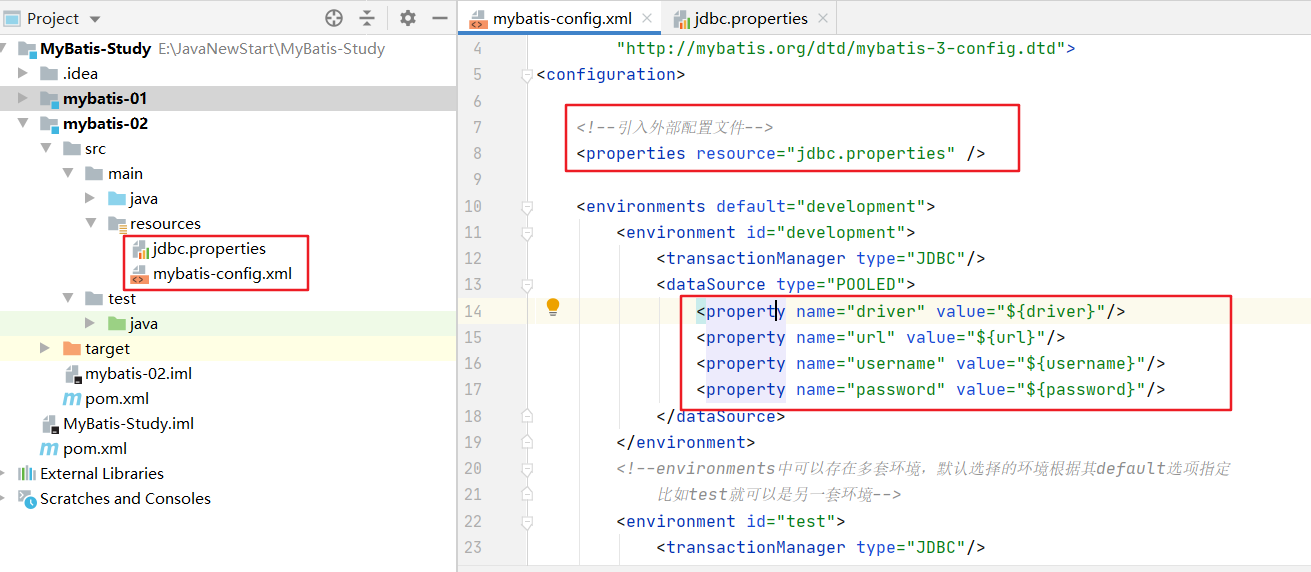 Project
MyBatis-Study E:\JavaNewStart\MyBatis-Study
.idea
mybatis-01
mybatis-02
src
main
java
resources
jdbc.properties
mybatis-config.xml
test
java
target
mybatis-02.iml
pom.xml
MyBatis-Study.iml
pom.xml
External Libraries
Scratches and Consoles
mybatis-config.xml jdbc.properties
4 "http://mybatis.org/dtd/mybatis-3-config.dtd">
5 <configuration>
6
7 <!--引入外部配置文件-->
8 <properties resource="jdbc.properties" />
9
10 <environments default="development">
11 <environment id="development">
12 <transactionManager type="JDBC"/>
13 <dataSource type="POOLED">
14 <property name="driver" value="${driver}"/>
15 <property name="url" value="${url}"/>
16 <property name="username" value="${username}"/>
17 <property name="password" value="${password}"/>
18 </dataSource>
19 </environment>
20 <!--environments中可以存在多套环境，默认选择的环境根据其default选项指定
21 比如test就可以是另一套环境-->
22 <environment id="test">
23 <transactionManager type="JDBC"/>